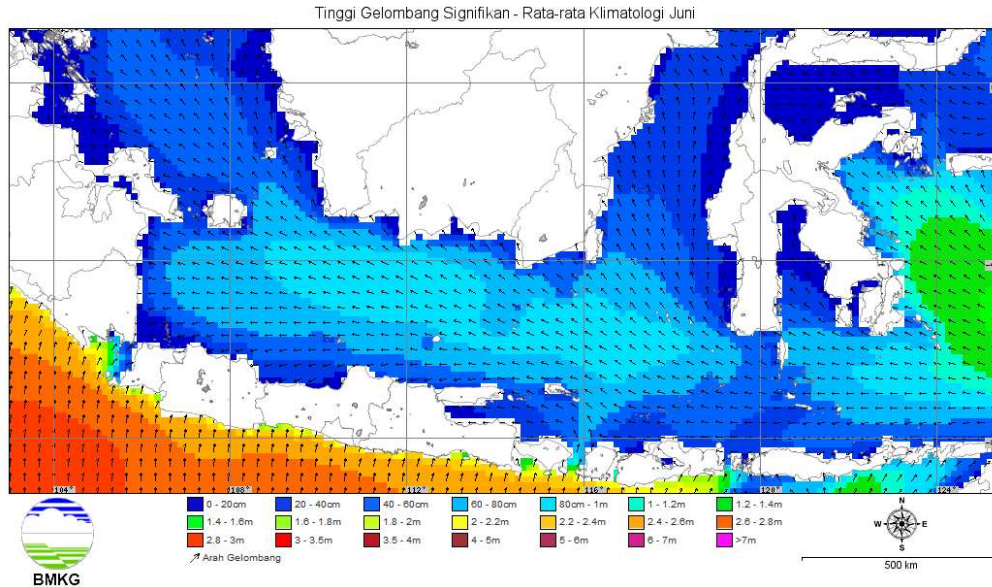 Tinggi Gelombang Signifikan - Rata-rata Klimatologi Juni
104° 108° 112° 116° 120° 124°
0 - 20cm 20 - 40cm 40 - 60cm 60 - 80cm 80cm - 1m 1 - 1.2m 1.2 - 1.4m
1.4 - 1.6m 1.6 - 1.8m 1.8 - 2m 2 - 2.2m 2.2 - 2.4m 2.4 - 2.6m 2.6 - 2.8m
2.8 - 3m 3 - 3.5m 3.5 - 4m 4 - 5m 5 - 6m 6 - 7m >7m
Arah Gelombang
BMKG
N
W E
S
500 km